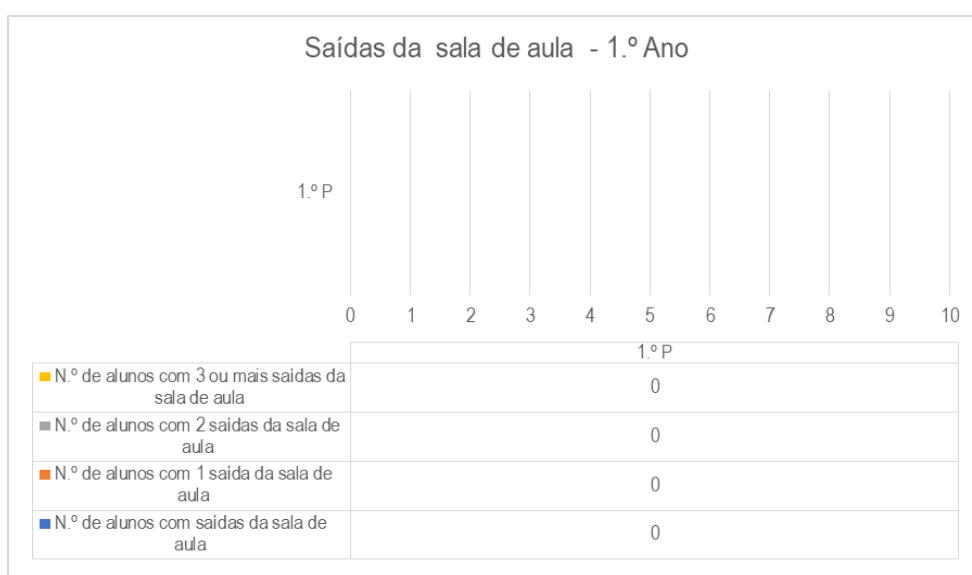 Saídas da sala de aula - 1.º Ano
1.º P
0 1 2 3 4 5 6 7 8 9 10
1.º P
N.º de alunos com 3 ou mais saidas da
sala de aula
0
N.º de alunos com 2 saidas da sala de
aula
0
N.º de alunos com 1 saida da sala de
aula
0
N.º de alunos com saidas da sala de
aula
0